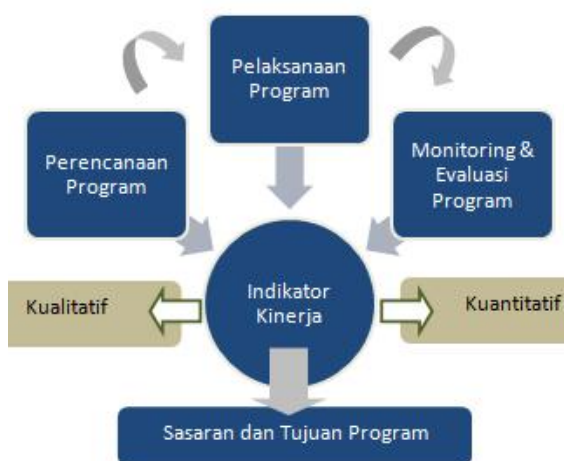 Pelaksanaan
Program
Perencanaan
Program
Monitoring &
Evaluasi
Program
Indikator
Kinerja
Kualitatif
Kuantitatif
Sasaran dan Tujuan Program